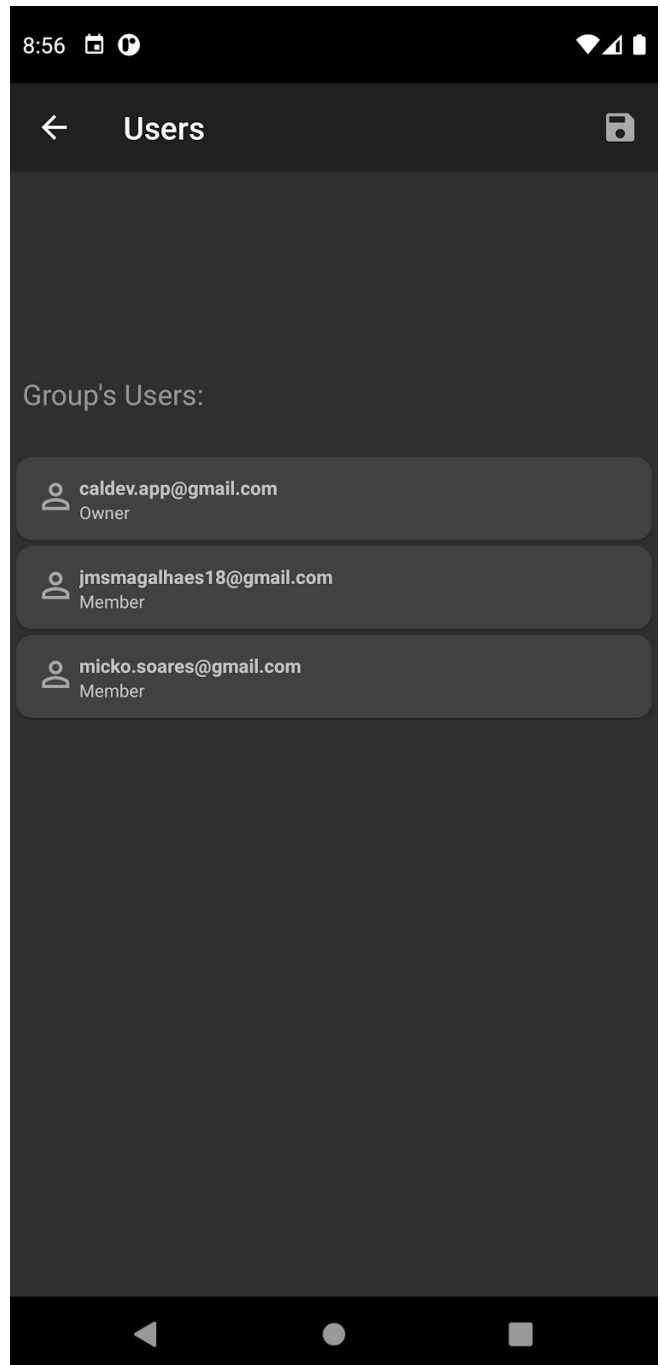 8:56
Users
Group's Users:
caldev.app@gmail.com
Owner
jmsmagalhaes18@gmail.com
Member
micko.soares@gmail.com
Member